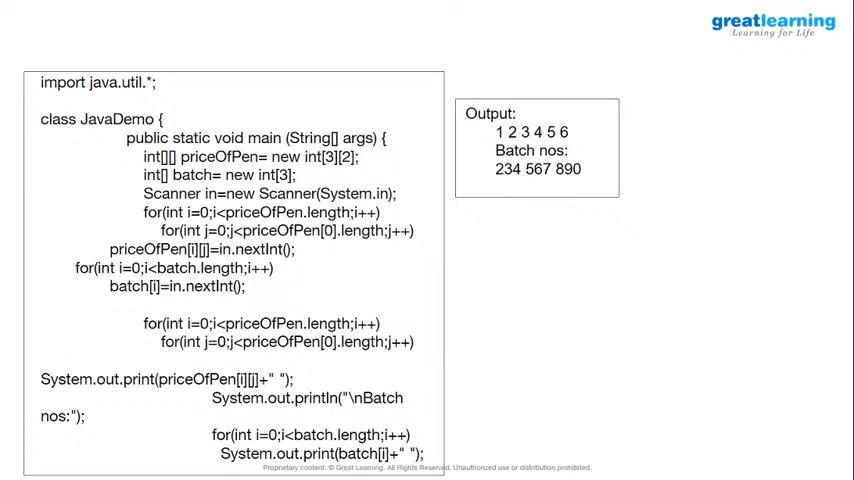 greatlearning
Learning for Life
import java.util.*;
class JavaDemo {
public static void main (String[] args) {
int[][] priceOfPen= new int[3][2];
int[] batch= new int[3];
Scanner in=new Scanner(System.in);
for(int i=0;i<priceOfPen.length;i++)
for(int j=0;j<priceOfPen[0].length;j++)
priceOfPen[i][j]=in.nextInt();
for(int i=0;i<batch.length;i++)
batch[i]=in.nextInt();
for(int i=0;i<priceOfPen.length;i++)
for(int j=0;j<priceOfPen[0].length;j++)
System.out.print(priceOfPen[i][j]+" ");
System.out.println("\nBatch
nos:");
for(int i=0;i<batch.length;i++)
System.out.print(batch[i]+" ");
Output:
1 2 3 4 5 6
Batch nos:
234 567 890
Proprietary content. © Great Learning. All Rights Reserved. Unauthorized use or distribution prohibited.